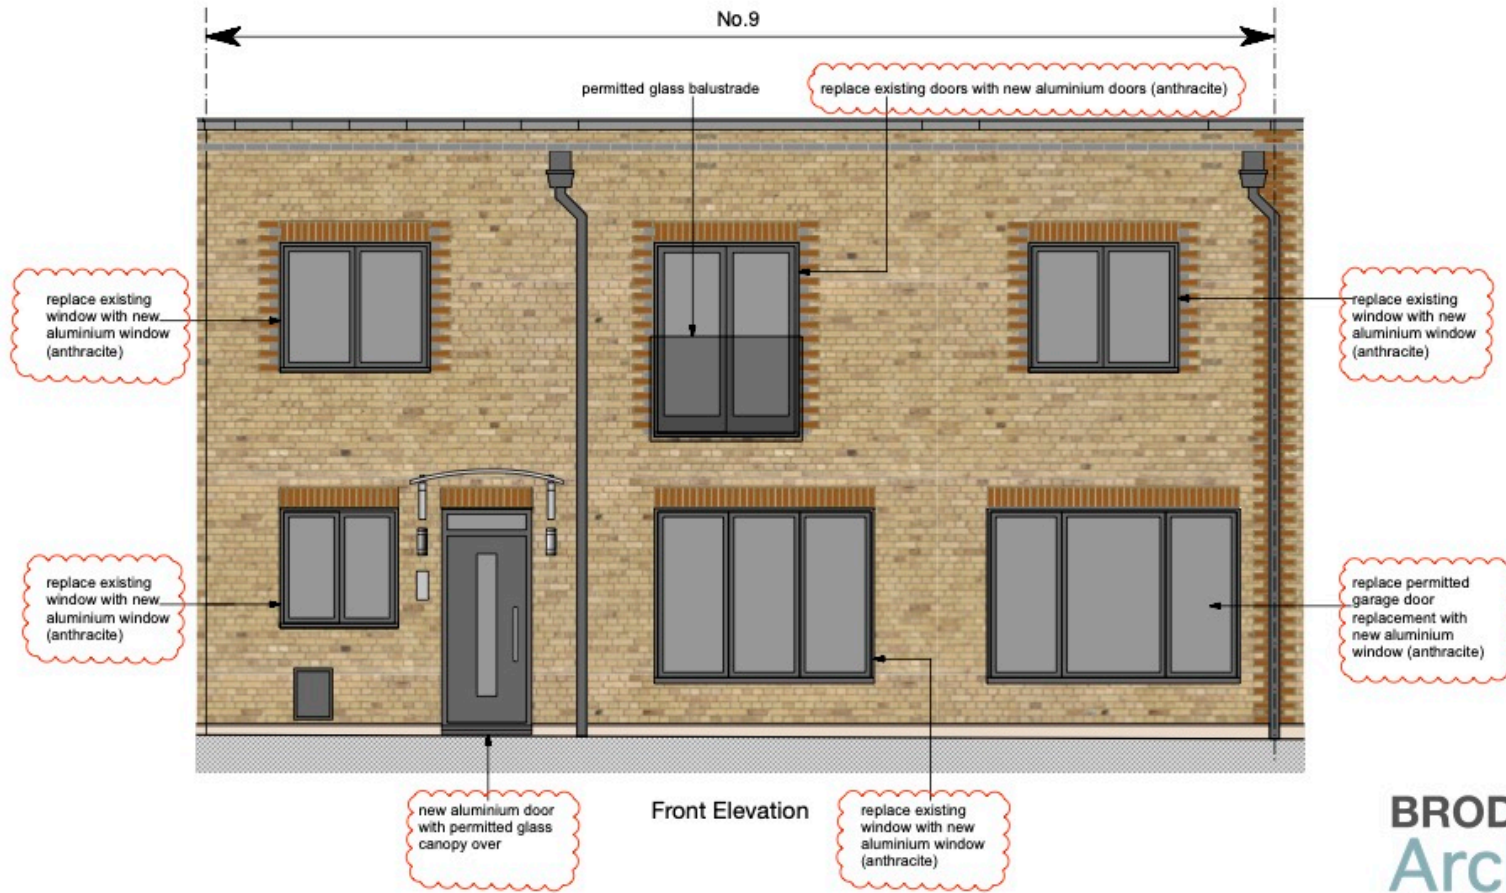 No.9
permitted glass balustrade
replace existing doors with new aluminium doors (anthracite)
replace existing
window with new
aluminium window
(anthracite)
replace existing
window with new
aluminium window
(anthracite)
replace existing
window with new
aluminium window
(anthracite)
replace permitted
garage door
replacement with
new aluminium
window (anthracite)
new aluminium door
with permitted glass
canopy over
Front Elevation
replace existing
window with new
aluminium window
(anthracite)
BROD
Arc